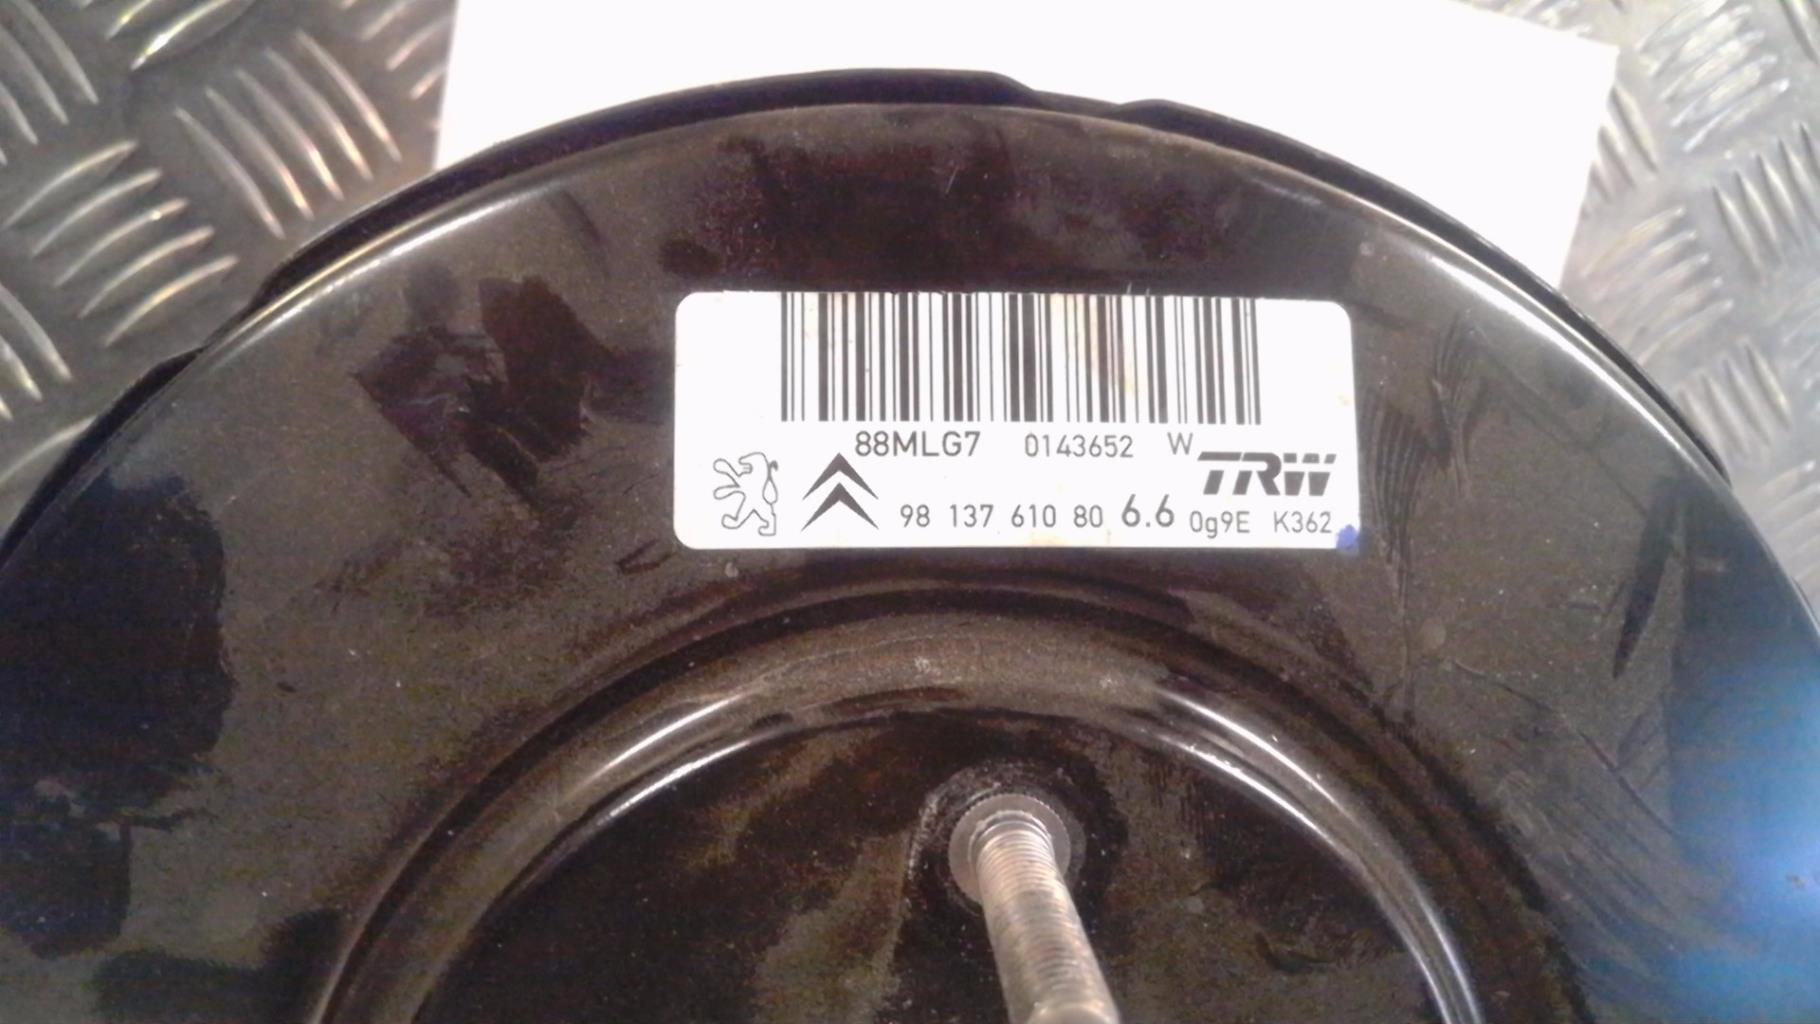 88MLG7 0143652 W
TRW
98 137 610 80 6.6 0g9E K362